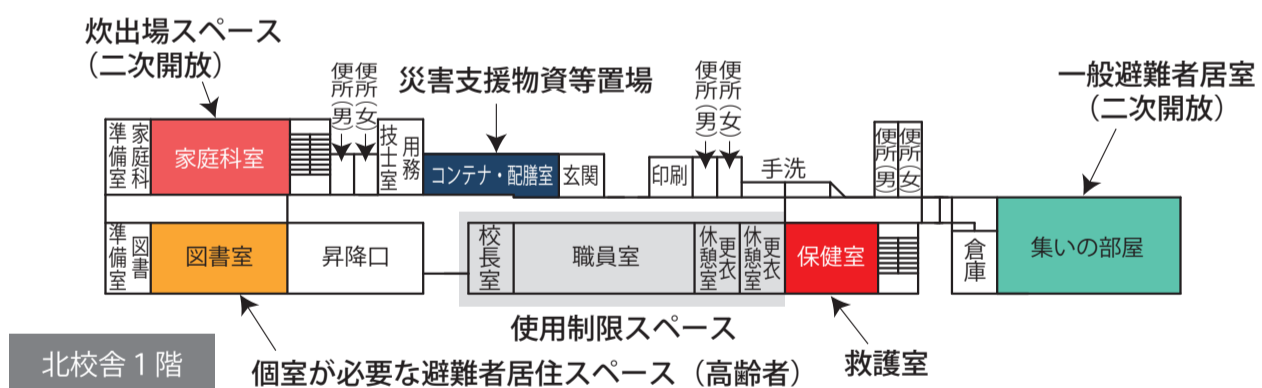 炊出場スペース
（二次開放）
便所（男）
便所（女）
災害支援物資等置場
便所（男）
便所（女）
一般避難者居室
（二次開放）
家庭科
準備室
家庭科室
用務
技士室
コンテナ・配膳室
玄関
印刷
手洗
便所（男）
便所（女）
図書
準備室
図書室
昇降口
校長室
職員室
更衣
休憩室
更衣
休憩室
保健室
倉庫
集いの部屋
使用制限スペース
北校舎１階
個室が必要な避難者居住スペース（高齢者）
救護室